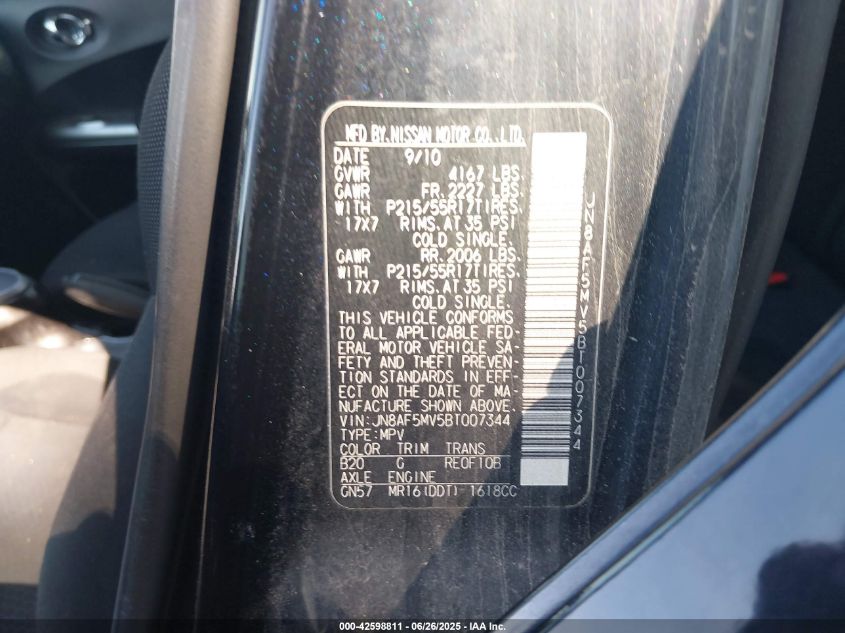 MFD BY.NISSAN MOTOR CO.,LTD.
DATE 9/10
GVWR 4167 LBS.
GAWR FR.2227 LBS.
WITH P215/55R17TIRES.
17X7 RIMS.AT 35 PSI
COLD SINGLE.
GAWR RR.2006 LBS.
WITH P215/55R17TIRES.
17X7 RIMS.AT 35 PSI
COLD SINGLE.
THIS VEHICLE CONFORMS
TO ALL APPLICABLE FED-
ERAL MOTOR VEHICLE SA-
FETY AND THEFT PREVEN-
TION STANDARDS IN EFF-
ECT ON THE DATE OF MA-
NUFACTURE SHOWN ABOVE.
VIN:JN8AF5MV5BT007344
TYPE:MPV
COLOR TRIM TRANS
B20 G RE0F10B
AXLE ENGINE
GN57 MR16(DDT)-1618CC
JN8AF5MV5BT007344
000-42598811 - 06/26/2025 - IAA Inc.